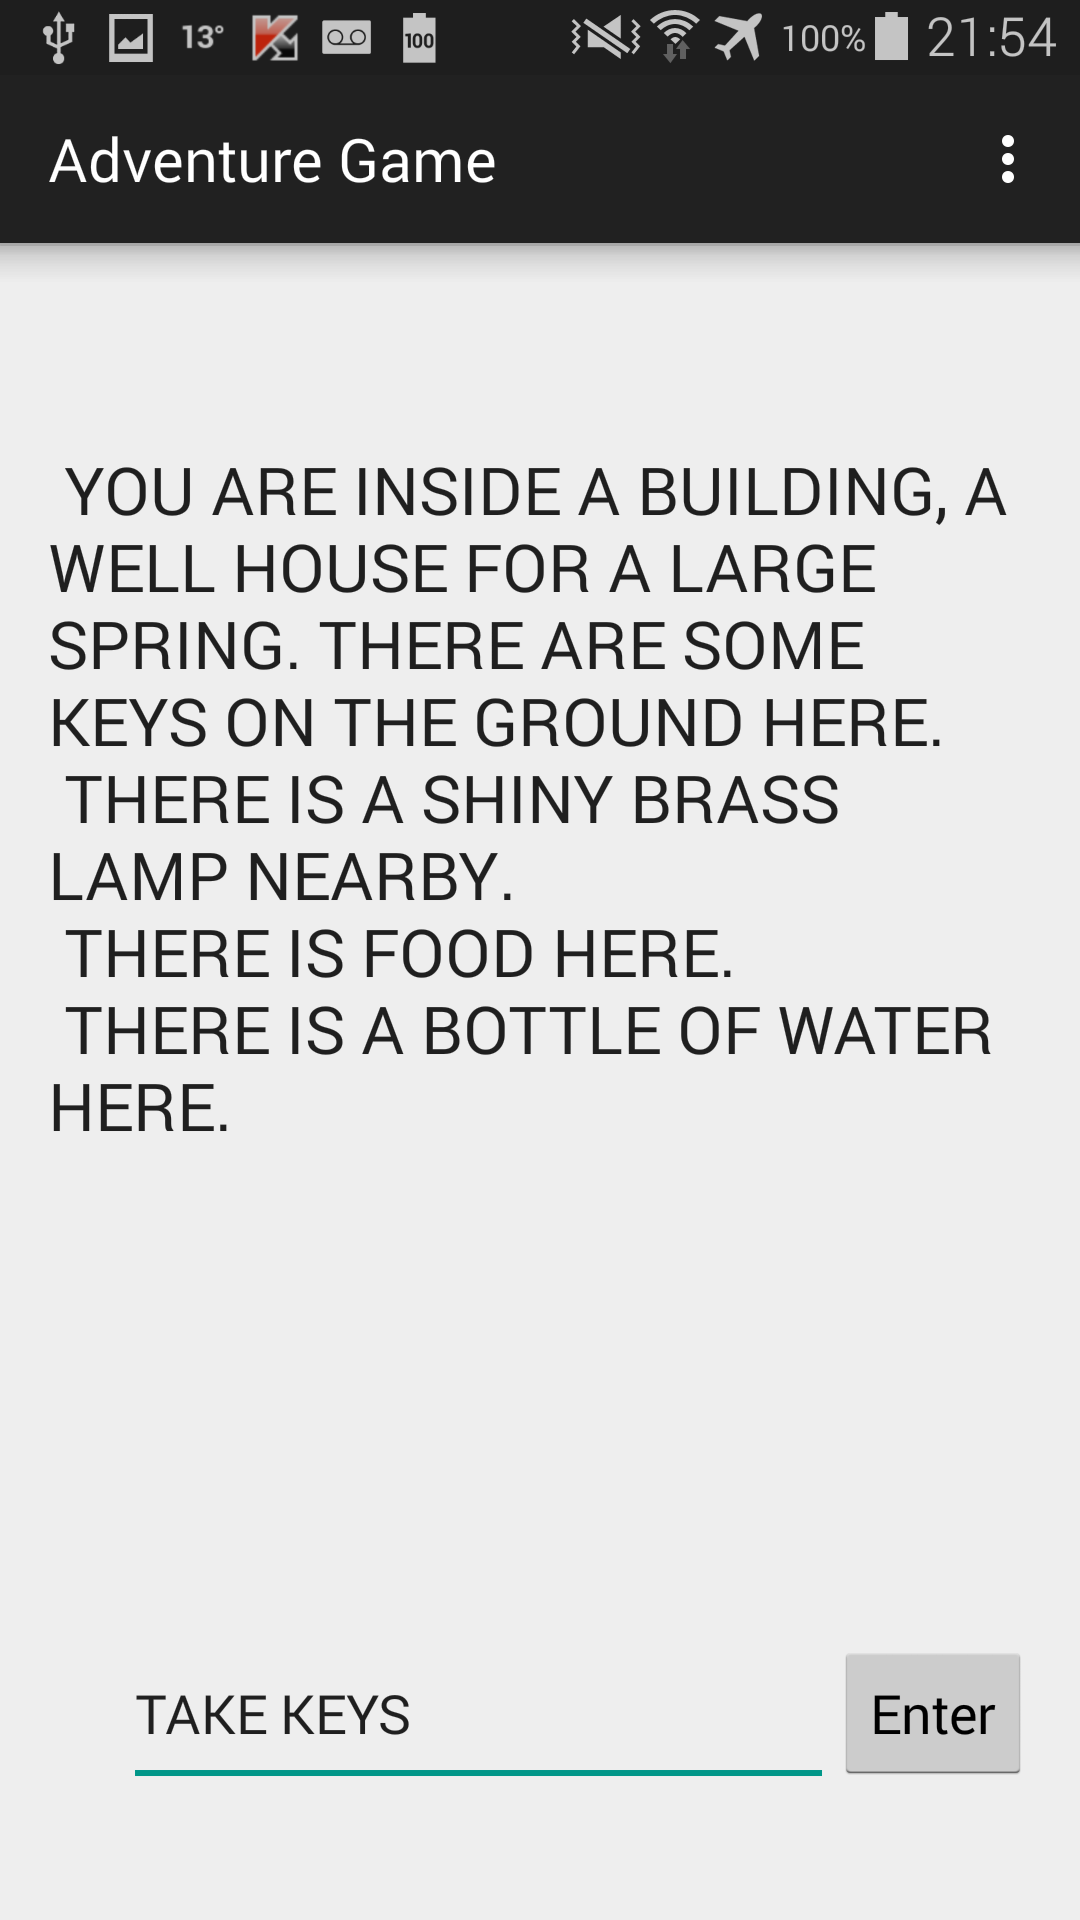 13° 100 100% 21:54
Adventure Game
YOU ARE INSIDE A BUILDING, A
WELL HOUSE FOR A LARGE
SPRING. THERE ARE SOME
KEYS ON THE GROUND HERE.
THERE IS A SHINY BRASS
LAMP NEARBY.
THERE IS FOOD HERE.
THERE IS A BOTTLE OF WATER
HERE.
TAKE KEYS Enter